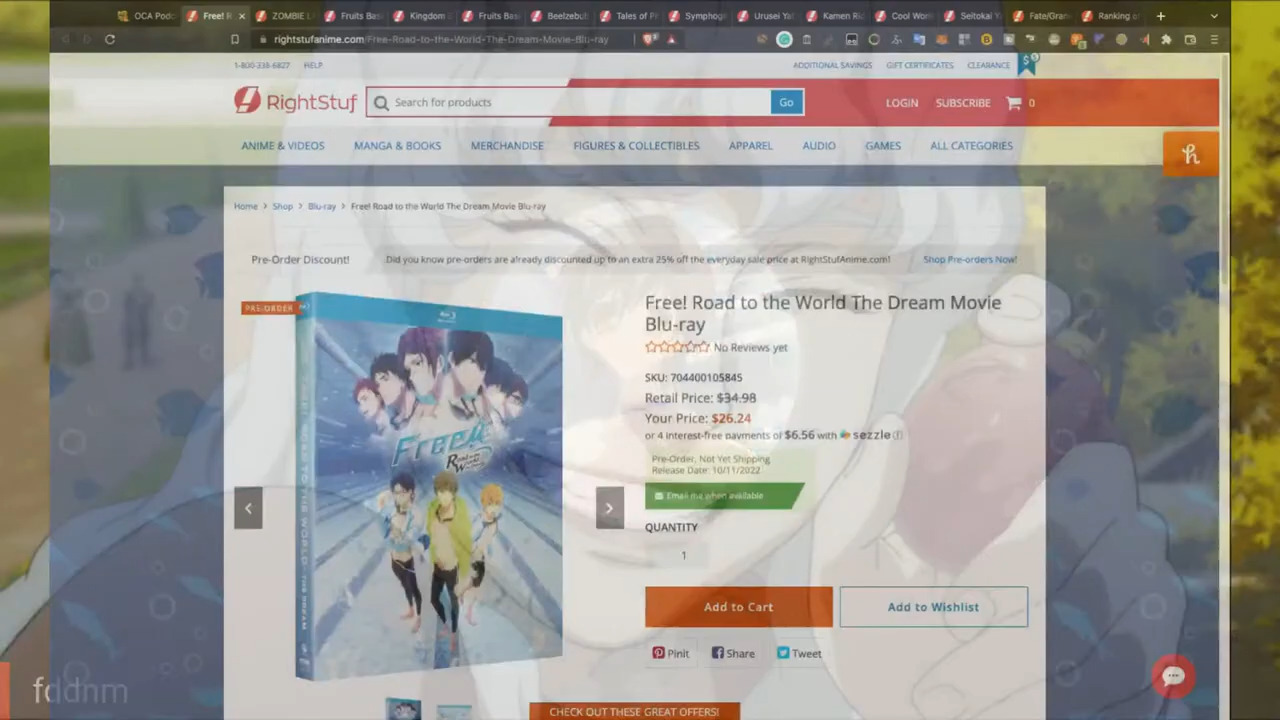 OCA Pod
Free! R
ZOMBIE L
Fruits Bas
Kingdom
Fruits Bas
Beelzebu
Tales of P
Symphog
Urusei Ya
Kamen Ri
Cool Wor
Seitokai Y
Fate/Gran
Ranking o
rightstufanime.com/Free-Road-to-the-World-The-Dream-Movie-Blu-ray
1-800-338-6827 HELP
ADDITIONAL SAVINGS GIFT CERTIFICATES CLEARANCE
RightStuf
Search for products
Go
LOGIN SUBSCRIBE 0
ANIME & VIDEOS MANGA & BOOKS MERCHANDISE FIGURES & COLLECTIBLES APPAREL AUDIO GAMES ALL CATEGORIES
Home > Shop > Blu-ray > Free! Road to the World The Dream Movie Blu-ray
Pre-Order Discount! Did you know pre-orders are already discounted up to an extra 25% off the everyday sale price at RightStufAnime.com! Shop Pre-orders Now!
PRE-ORDER
Free! Road to the World The Dream Movie
Blu-ray
No Reviews yet
SKU: 704400105845
Retail Price: $34.98
Your Price: $26.24
or 4 interest-free payments of $6.56 with sezzle
Pre-Order, Not Yet Shipping
Release Date: 10/11/2022
Email me when available
QUANTITY
1
Add to Cart
Add to Wishlist
Pinit
Share
Tweet
CHECK OUT THESE GREAT OFFERS!
fddnm